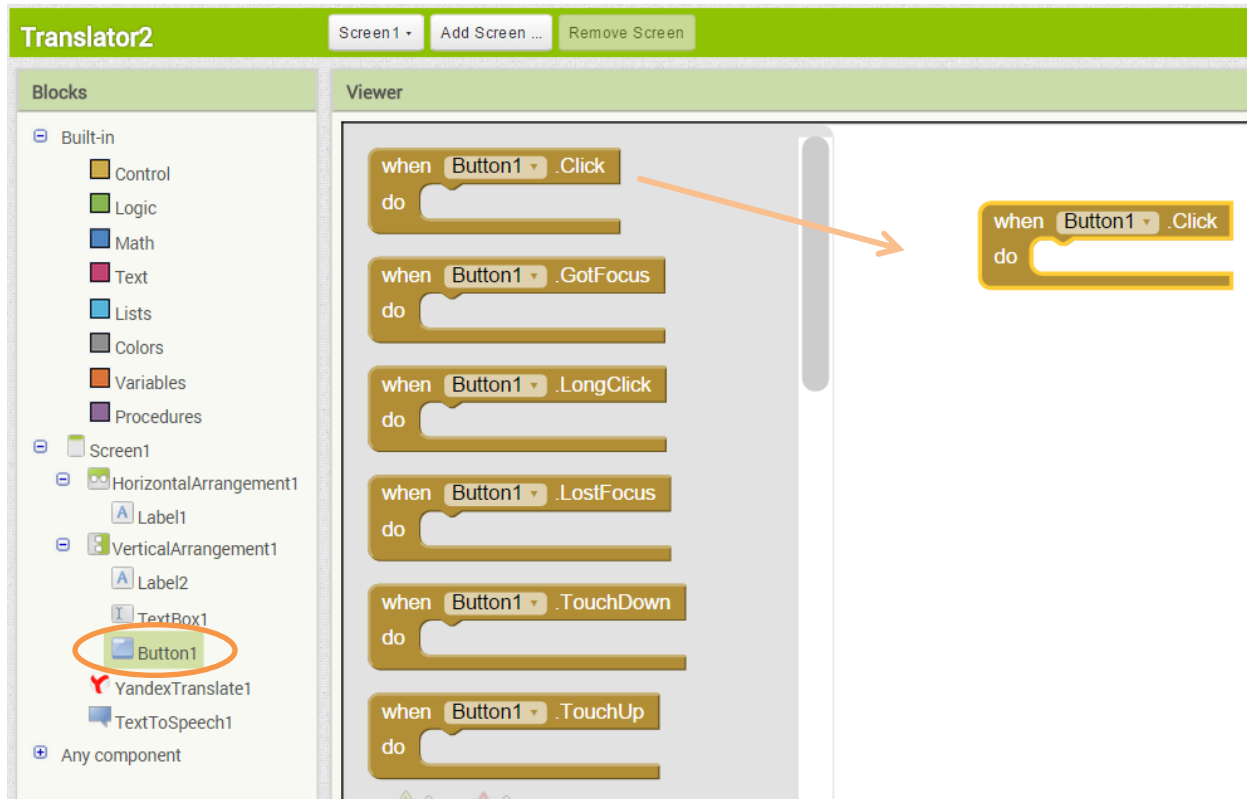 Translator2
Screen1
Add Screen ...
Remove Screen
Blocks
Viewer
Built-in
Control
Logic
Math
Text
Lists
Colors
Variables
Procedures
Screen1
HorizontalArrangement1
Label1
VerticalArrangement1
Label2
TextBox1
Button1
YandexTranslate1
TextToSpeech1
Any component
when Button1 .Click
do
when Button1 .GotFocus
do
when Button1 .LongClick
do
when Button1 .LostFocus
do
when Button1 .TouchDown
do
when Button1 .TouchUp
do
when Button1 .Click
do